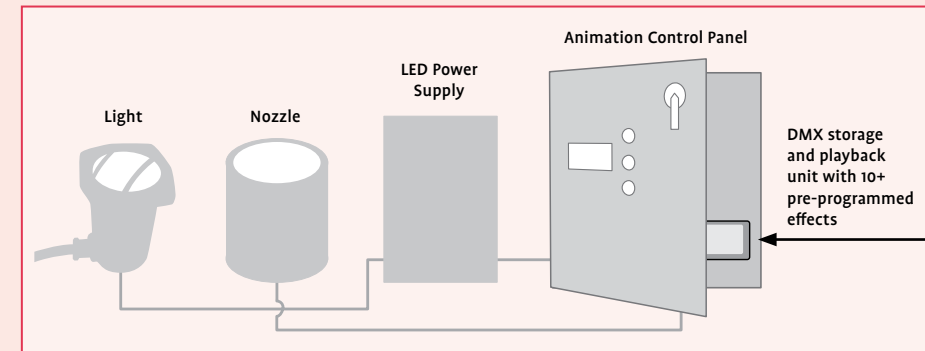 Animation Control Panel
LED Power
Supply
Light
Nozzle
DMX storage
and playback
unit with 10+
pre-programmed
effects